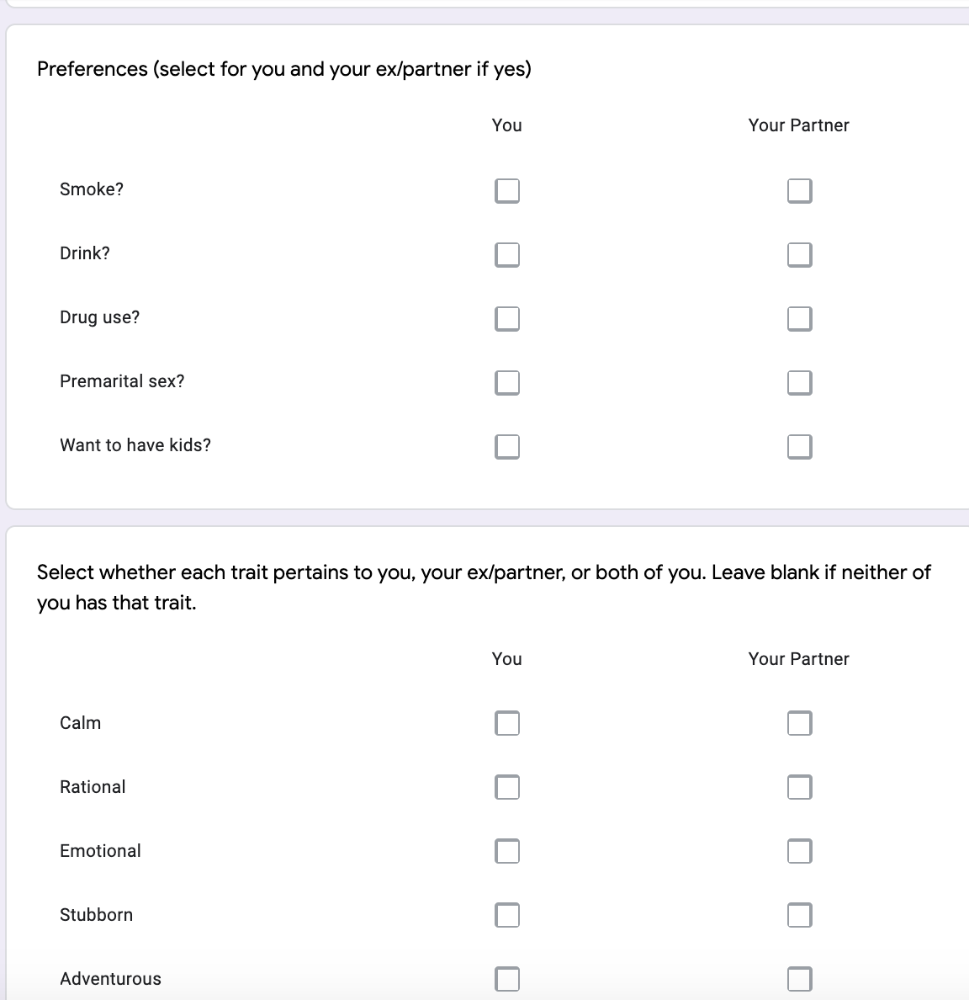 Preferences (select for you and your ex/partner if yes)
You Your Partner
Smoke?
Drink?
Drug use?
Premarital sex?
Want to have kids?
Select whether each trait pertains to you, your ex/partner, or both of you. Leave blank if neither of
you has that trait.
You Your Partner
Calm
Rational
Emotional
Stubborn
Adventurous